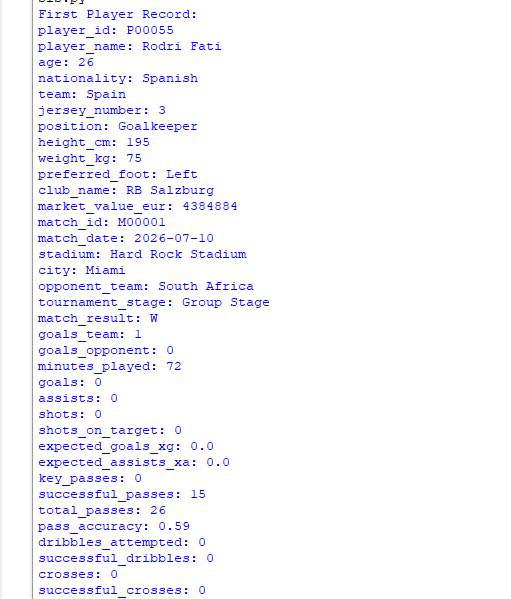 First Player Record:
player_id: P00055
player_name: Rodri Fati
age: 26
nationality: Spanish
team: Spain
jersey_number: 3
position: Goalkeeper
height_cm: 195
weight_kg: 75
preferred_foot: Left
club_name: RB Salzburg
market_value_eur: 4384884
match_id: M00001
match_date: 2026-07-10
stadium: Hard Rock Stadium
city: Miami
opponent_team: South Africa
tournament_stage: Group Stage
match_result: W
goals_team: 1
goals_opponent: 0
minutes_played: 72
goals: 0
assists: 0
shots: 0
shots_on_target: 0
expected_goals_xg: 0.0
expected_assists_xa: 0.0
key_passes: 0
successful_passes: 15
total_passes: 26
pass_accuracy: 0.59
dribbles_attempted: 0
successful_dribbles: 0
crosses: 0
successful_crosses: 0